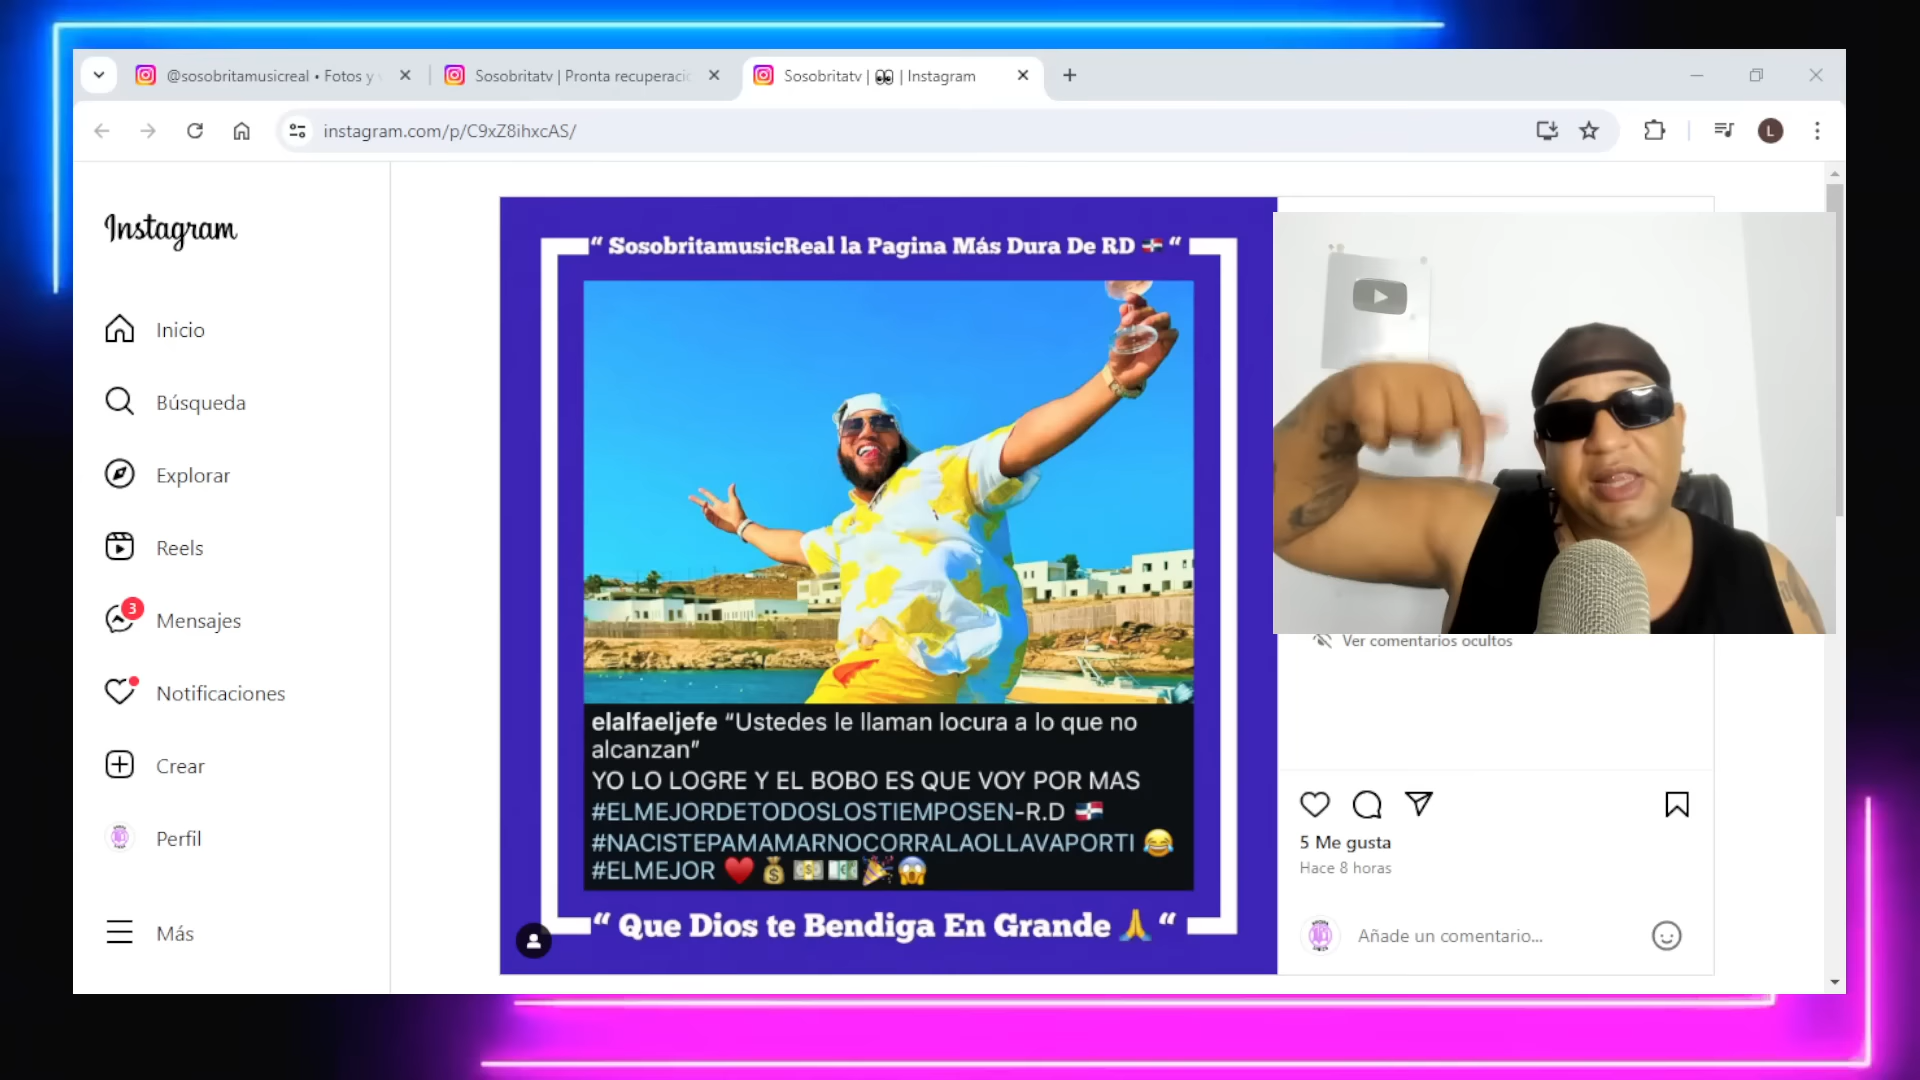 @sosobritamusicreal • Fotos y
Sosobritatv | Pronta recuperació
Sosobritatv | 👀 | Instagram
instagram.com/p/C9xZ8ihxcAS/
L
Instagram
Inicio
Búsqueda
Explorar
Reels
3
Mensajes
Notificaciones
Crear
Perfil
Más
“ SosobritamusicReal la Pagina Más Dura De RD 🇩🇴 “
elalfaeljefe “Ustedes le llaman locura a lo que no
alcanzan”
YO LO LOGRE Y EL BOBO ES QUE VOY POR MAS
#ELMEJORDETODOSLOSTIEMPOSEN-R.D 🇩🇴
#NACISTEPAMAMARNOCORRALAOLLAVAPORTI 😂
#ELMEJOR ❤️ 💰 💵 💶 🎉 😱
“ Que Dios te Bendiga En Grande 🙏 “
Ver comentarios ocultos
5 Me gusta
Hace 8 horas
Añade un comentario...